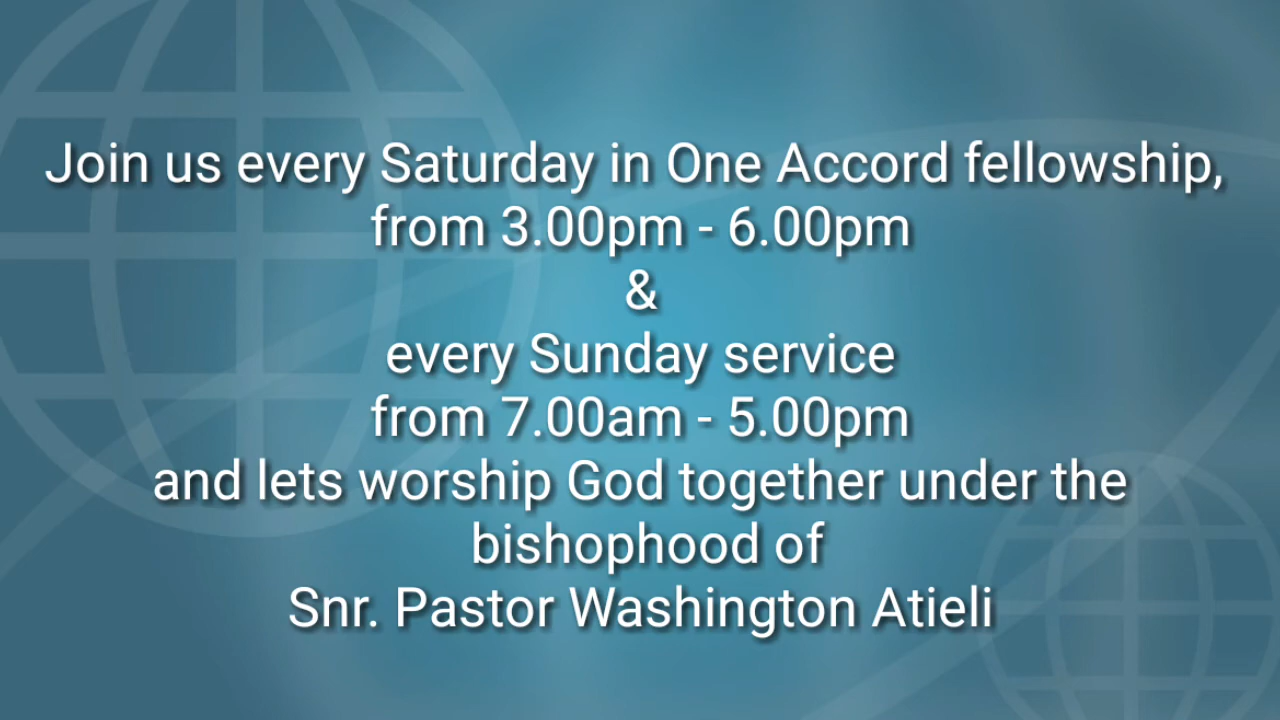 Join us every Saturday in One Accord fellowship,
from 3.00pm - 6.00pm
&
every Sunday service
from 7.00am - 5.00pm
and lets worship God together under the
bishophood of
Snr. Pastor Washington Atieli